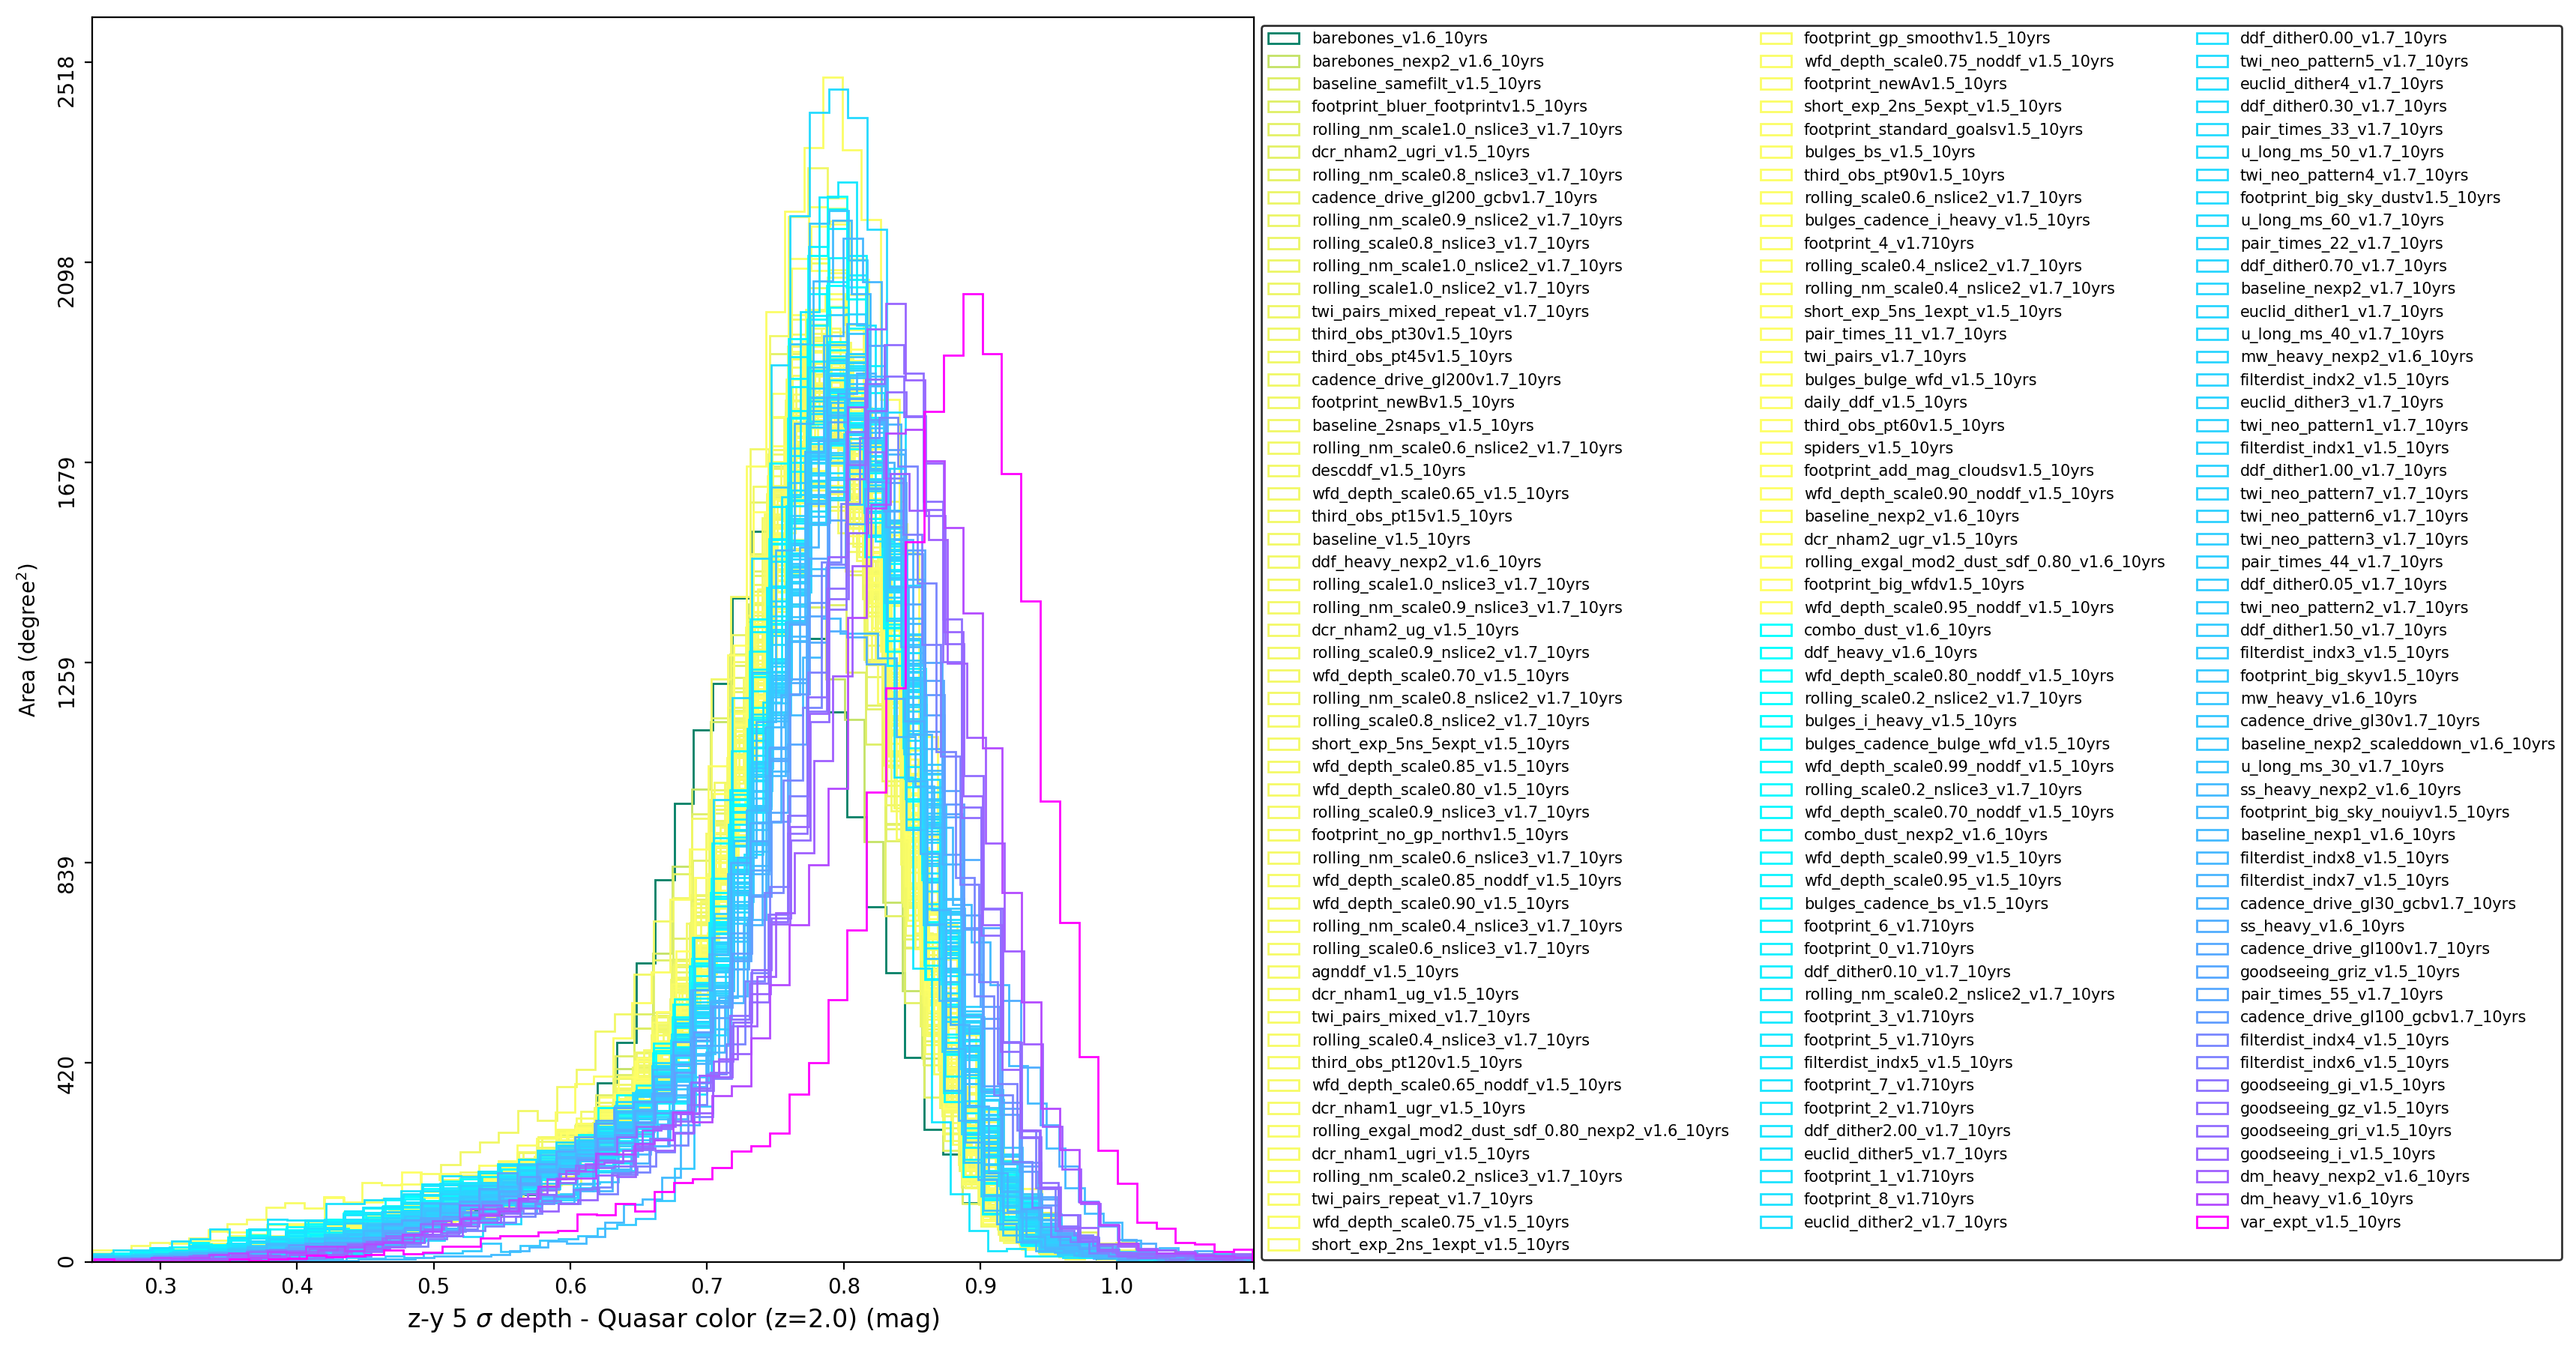 2518
2098
1679
1259
839
420
0
Area (degree²)
0.3 0.4 0.5 0.6 0.7 0.8 0.9 1.0 1.1
z-y 5 σ depth - Quasar color (z=2.0) (mag)
barebones_v1.6_10yrs
barebones_nexp2_v1.6_10yrs
baseline_samefilt_v1.5_10yrs
footprint_bluer_footprintv1.5_10yrs
rolling_nm_scale1.0_nslice3_v1.7_10yrs
dcr_nham2_ugri_v1.5_10yrs
rolling_nm_scale0.8_nslice3_v1.7_10yrs
cadence_drive_gl200_gcbv1.7_10yrs
rolling_nm_scale0.9_nslice2_v1.7_10yrs
rolling_scale0.8_nslice3_v1.7_10yrs
rolling_nm_scale1.0_nslice2_v1.7_10yrs
rolling_scale1.0_nslice2_v1.7_10yrs
twi_pairs_mixed_repeat_v1.7_10yrs
third_obs_pt30v1.5_10yrs
third_obs_pt45v1.5_10yrs
cadence_drive_gl200v1.7_10yrs
footprint_newBv1.5_10yrs
baseline_2snaps_v1.5_10yrs
rolling_nm_scale0.6_nslice2_v1.7_10yrs
descddf_v1.5_10yrs
wfd_depth_scale0.65_v1.5_10yrs
third_obs_pt15v1.5_10yrs
baseline_v1.5_10yrs
ddf_heavy_nexp2_v1.6_10yrs
rolling_scale1.0_nslice3_v1.7_10yrs
rolling_nm_scale0.9_nslice3_v1.7_10yrs
dcr_nham2_ug_v1.5_10yrs
rolling_scale0.9_nslice2_v1.7_10yrs
wfd_depth_scale0.70_v1.5_10yrs
rolling_nm_scale0.8_nslice2_v1.7_10yrs
rolling_scale0.8_nslice2_v1.7_10yrs
short_exp_5ns_5expt_v1.5_10yrs
wfd_depth_scale0.85_v1.5_10yrs
wfd_depth_scale0.80_v1.5_10yrs
rolling_scale0.9_nslice3_v1.7_10yrs
footprint_no_gp_northv1.5_10yrs
rolling_nm_scale0.6_nslice3_v1.7_10yrs
wfd_depth_scale0.85_noddf_v1.5_10yrs
wfd_depth_scale0.90_v1.5_10yrs
rolling_nm_scale0.4_nslice3_v1.7_10yrs
rolling_scale0.6_nslice3_v1.7_10yrs
agnddf_v1.5_10yrs
dcr_nham1_ug_v1.5_10yrs
twi_pairs_mixed_v1.7_10yrs
rolling_scale0.4_nslice3_v1.7_10yrs
third_obs_pt120v1.5_10yrs
wfd_depth_scale0.65_noddf_v1.5_10yrs
dcr_nham1_ugr_v1.5_10yrs
rolling_exgal_mod2_dust_sdf_0.80_nexp2_v1.6_10yrs
dcr_nham1_ugri_v1.5_10yrs
rolling_nm_scale0.2_nslice3_v1.7_10yrs
twi_pairs_repeat_v1.7_10yrs
wfd_depth_scale0.75_v1.5_10yrs
short_exp_2ns_1expt_v1.5_10yrs
footprint_gp_smoothv1.5_10yrs
wfd_depth_scale0.75_noddf_v1.5_10yrs
footprint_newAv1.5_10yrs
short_exp_2ns_5expt_v1.5_10yrs
footprint_standard_goalsv1.5_10yrs
bulges_bs_v1.5_10yrs
third_obs_pt90v1.5_10yrs
rolling_scale0.6_nslice2_v1.7_10yrs
bulges_cadence_i_heavy_v1.5_10yrs
footprint_4_v1.710yrs
rolling_scale0.4_nslice2_v1.7_10yrs
rolling_nm_scale0.4_nslice2_v1.7_10yrs
short_exp_5ns_1expt_v1.5_10yrs
pair_times_11_v1.7_10yrs
twi_pairs_v1.7_10yrs
bulges_bulge_wfd_v1.5_10yrs
daily_ddf_v1.5_10yrs
third_obs_pt60v1.5_10yrs
spiders_v1.5_10yrs
footprint_add_mag_cloudsv1.5_10yrs
wfd_depth_scale0.90_noddf_v1.5_10yrs
baseline_nexp2_v1.6_10yrs
dcr_nham2_ugr_v1.5_10yrs
rolling_exgal_mod2_dust_sdf_0.80_v1.6_10yrs
footprint_big_wfdv1.5_10yrs
wfd_depth_scale0.95_noddf_v1.5_10yrs
combo_dust_v1.6_10yrs
ddf_heavy_v1.6_10yrs
wfd_depth_scale0.80_noddf_v1.5_10yrs
rolling_scale0.2_nslice2_v1.7_10yrs
bulges_i_heavy_v1.5_10yrs
bulges_cadence_bulge_wfd_v1.5_10yrs
wfd_depth_scale0.99_noddf_v1.5_10yrs
rolling_scale0.2_nslice3_v1.7_10yrs
wfd_depth_scale0.70_noddf_v1.5_10yrs
combo_dust_nexp2_v1.6_10yrs
wfd_depth_scale0.99_v1.5_10yrs
wfd_depth_scale0.95_v1.5_10yrs
bulges_cadence_bs_v1.5_10yrs
footprint_6_v1.710yrs
footprint_0_v1.710yrs
ddf_dither0.10_v1.7_10yrs
rolling_nm_scale0.2_nslice2_v1.7_10yrs
footprint_3_v1.710yrs
footprint_5_v1.710yrs
filterdist_indx5_v1.5_10yrs
footprint_7_v1.710yrs
footprint_2_v1.710yrs
ddf_dither2.00_v1.7_10yrs
euclid_dither5_v1.7_10yrs
footprint_1_v1.710yrs
footprint_8_v1.710yrs
euclid_dither2_v1.7_10yrs
ddf_dither0.00_v1.7_10yrs
twi_neo_pattern5_v1.7_10yrs
euclid_dither4_v1.7_10yrs
ddf_dither0.30_v1.7_10yrs
pair_times_33_v1.7_10yrs
u_long_ms_50_v1.7_10yrs
twi_neo_pattern4_v1.7_10yrs
footprint_big_sky_dustv1.5_10yrs
u_long_ms_60_v1.7_10yrs
pair_times_22_v1.7_10yrs
ddf_dither0.70_v1.7_10yrs
baseline_nexp2_v1.7_10yrs
euclid_dither1_v1.7_10yrs
u_long_ms_40_v1.7_10yrs
mw_heavy_nexp2_v1.6_10yrs
filterdist_indx2_v1.5_10yrs
euclid_dither3_v1.7_10yrs
twi_neo_pattern1_v1.7_10yrs
filterdist_indx1_v1.5_10yrs
ddf_dither1.00_v1.7_10yrs
twi_neo_pattern7_v1.7_10yrs
twi_neo_pattern6_v1.7_10yrs
twi_neo_pattern3_v1.7_10yrs
pair_times_44_v1.7_10yrs
ddf_dither0.05_v1.7_10yrs
twi_neo_pattern2_v1.7_10yrs
ddf_dither1.50_v1.7_10yrs
filterdist_indx3_v1.5_10yrs
footprint_big_skyv1.5_10yrs
mw_heavy_v1.6_10yrs
cadence_drive_gl30v1.7_10yrs
baseline_nexp2_scaleddown_v1.6_10yrs
u_long_ms_30_v1.7_10yrs
ss_heavy_nexp2_v1.6_10yrs
footprint_big_sky_nouiyv1.5_10yrs
baseline_nexp1_v1.6_10yrs
filterdist_indx8_v1.5_10yrs
filterdist_indx7_v1.5_10yrs
cadence_drive_gl30_gcbv1.7_10yrs
ss_heavy_v1.6_10yrs
cadence_drive_gl100v1.7_10yrs
goodseeing_griz_v1.5_10yrs
pair_times_55_v1.7_10yrs
cadence_drive_gl100_gcbv1.7_10yrs
filterdist_indx4_v1.5_10yrs
filterdist_indx6_v1.5_10yrs
goodseeing_gi_v1.5_10yrs
goodseeing_gz_v1.5_10yrs
goodseeing_gri_v1.5_10yrs
goodseeing_i_v1.5_10yrs
dm_heavy_nexp2_v1.6_10yrs
dm_heavy_v1.6_10yrs
var_expt_v1.5_10yrs